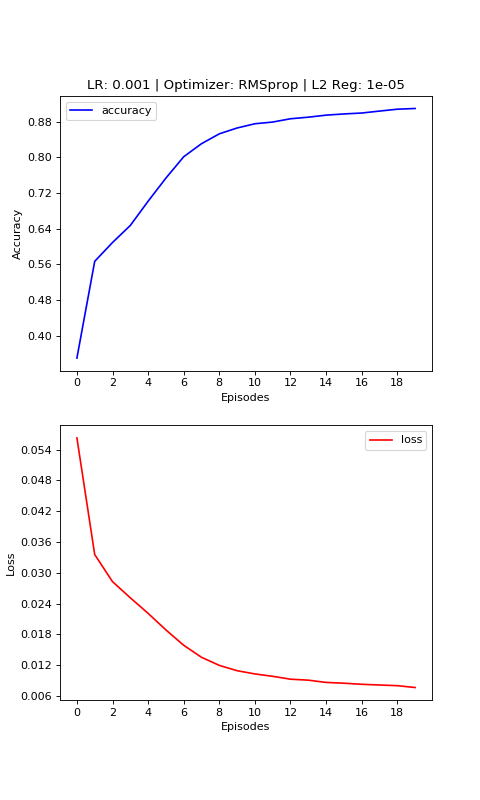 LR: 0.001 | Optimizer: RMSprop | L2 Reg: 1e-05
accuracy
0.88
0.80
0.72
0.64
0.56
0.48
0.40
Accuracy
0 2 4 6 8 10 12 14 16 18
Episodes
loss
0.054
0.048
0.042
0.036
0.030
0.024
0.018
0.012
0.006
Loss
0 2 4 6 8 10 12 14 16 18
Episodes